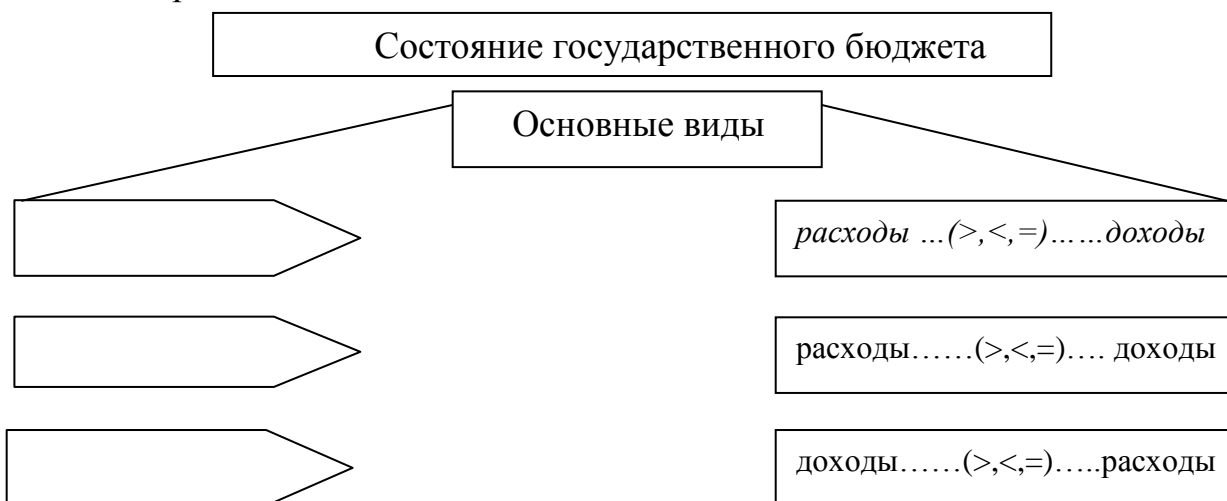 Состояние государственного бюджета
Основные виды
расходы …(>,<,=)……доходы
расходы……(>,<,=)…. доходы
доходы……(>,<,=)…..расходы